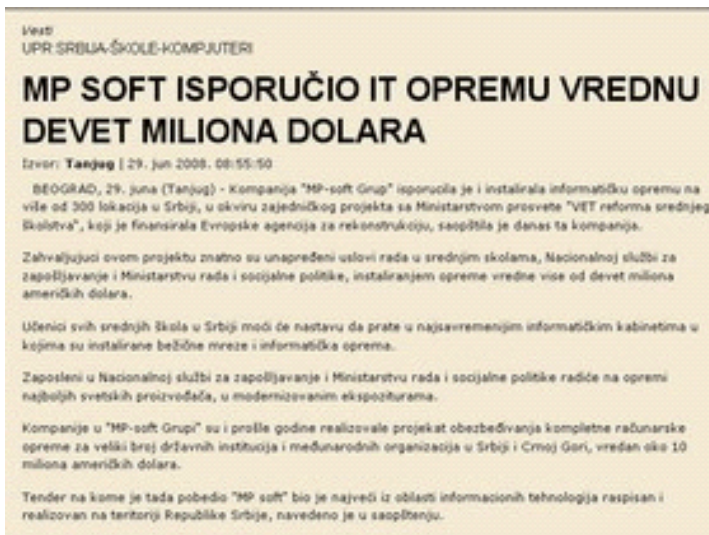 Vesti
UPR SRBIJA-ŠKOLE-KOMPJUTERI
MP SOFT ISPORUČIO IT OPREMU VREDNU
DEVET MILIONA DOLARA
Izvor: Tanjug | 29. jun 2008. 08:55:50
BEOGRAD, 29. juna (Tanjug) - Kompanija "MP-soft Grup" isporucila je i instalirala informatičku opremu na
više od 300 lokacija u Srbiji, u okviru zajedničkog projekta sa Ministarstvom prosvete "VET reforma srednjeg
školstva", koji je finansirala Evropske agencija za rekonstrukciju, saopštila je danas ta kompanija.
Zahvaljujuci ovom projektu znatno su unapređeni uslovi rada u srednjim skolama, Nacionalnoj službi za
zapošljavanje i Ministarstvu rada i socijalne politike, instaliranjem opreme vredne vise od devet miliona
američkih dolara.
Učenici svih srednjih škola u Srbiji moći će nastavu da prate u najsavremenijim informatičkim kabinetima u
kojima su instalirane bežične mreze i informatička oprema.
Zaposleni u Nacionalnoj službi za zapošljavanje i Ministarstvu rada i socijalne politike radiće na opremi
najboljih svetskih proizvođača, u modernizovanim ekspoziturama.
Kompanije u "MP-soft Grupi" su i prošle godine realizovale projekat obezbeđivanja kompletne računarske
opreme za veliki broj državnih institucija i međunarodnih organizacija u Srbiji i Crnoj Gori, vredan oko 10
miliona američkih dolara.
Tender na kome je tada pobedio "MP soft" bio je najveći iz oblasti informacionih tehnologija raspisan i
realizovan na teritoriji Republike Srbije, navedeno je u saopštenju.